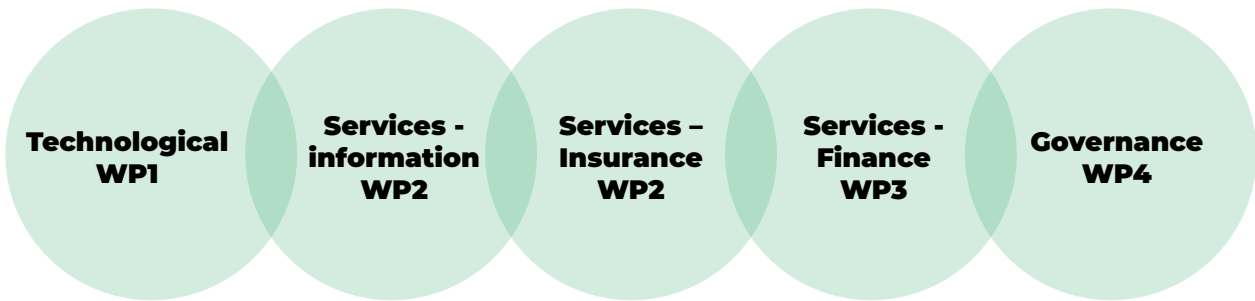 Technological
WP1
Services -
information
WP2
Services –
Insurance
WP2
Services -
Finance
WP3
Governance
WP4